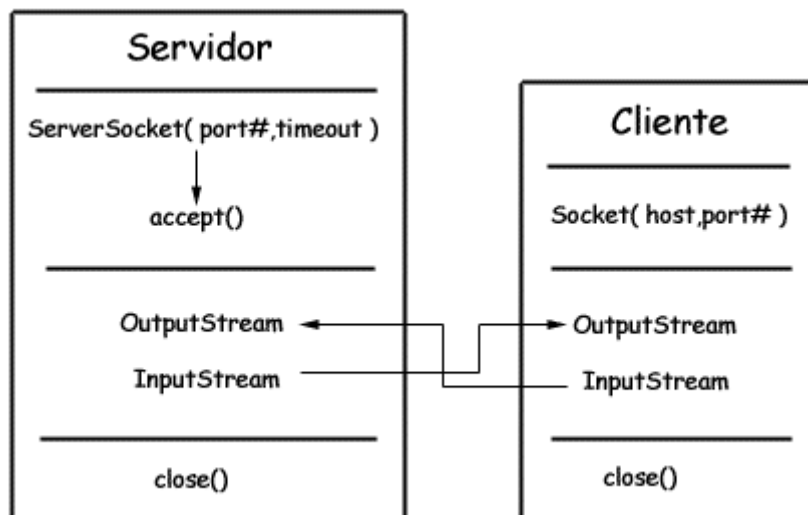 Servidor
ServerSocket( port#,timeout )
accept()
OutputStream
InputStream
close()
Cliente
Socket( host,port# )
OutputStream
InputStream
close()